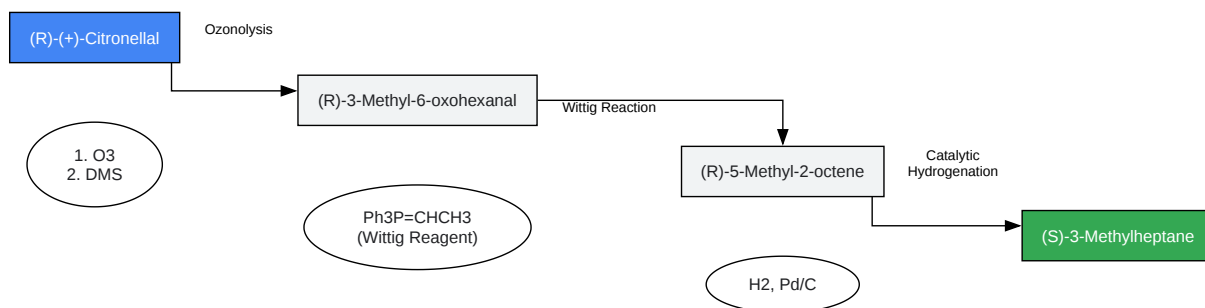 (R)-(+)-Citronellal
Ozonolysis
(R)-3-Methyl-6-oxohexanal
Wittig Reaction
1. O3
2. DMS
(R)-5-Methyl-2-octene
Catalytic
Hydrogenation
Ph3P=CHCH3
(Wittig Reagent)
(S)-3-Methylheptane
H2, Pd/C